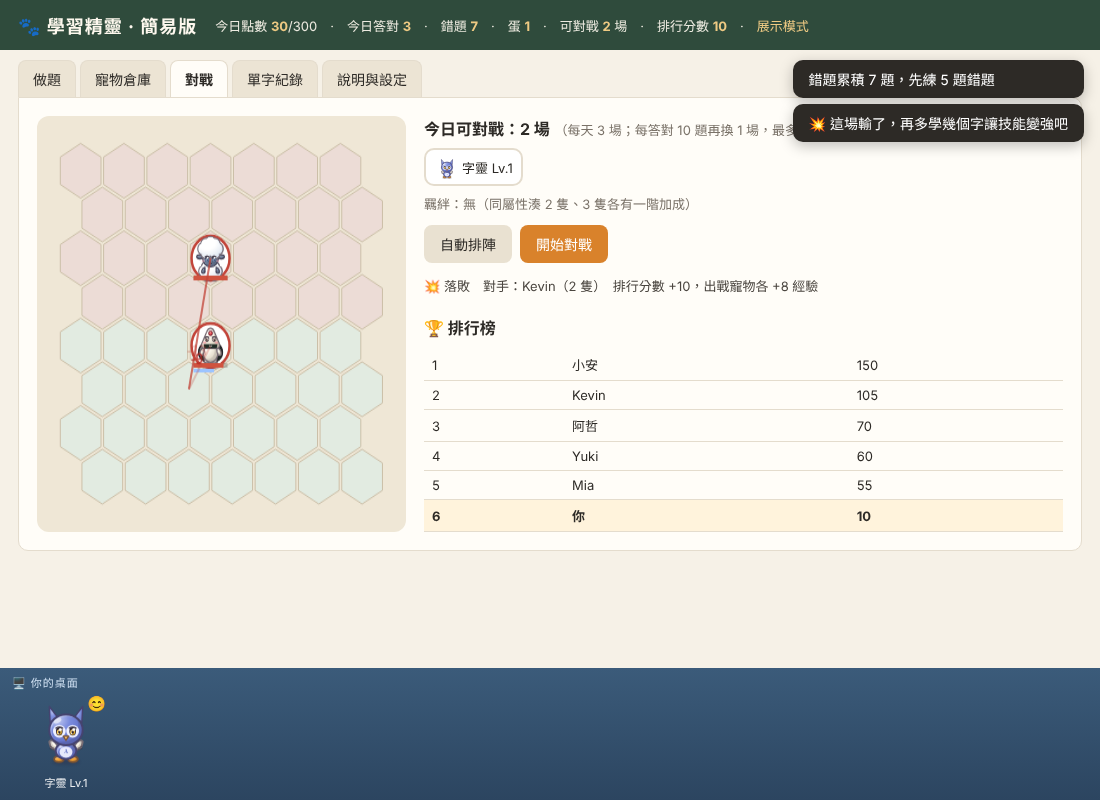 🐾 學習精靈・簡易版 今日點數 30/300 · 今日答對 3 · 錯題 7 · 蛋 1 · 可對戰 2 場 · 排行分數 10 · 展示模式
做題 寵物倉庫 對戰 單字紀錄 說明與設定
錯題累積 7 題，先練 5 題錯題
💥 這場輸了，再多學幾個字讓技能變強吧
今日可對戰：2 場 （每天 3 場；每答對 10 題再換 1 場，最多
字靈 Lv.1
羈絆：無（同屬性湊 2 隻、3 隻各有一階加成）
自動排陣 開始對戰
💥 落敗 對手：Kevin（2 隻） 排行分數 +10，出戰寵物各 +8 經驗
🏆 排行榜
1 小安 150
2 Kevin 105
3 阿哲 70
4 Yuki 60
5 Mia 55
6 你 10
🖥️ 你的桌面
字靈 Lv.1